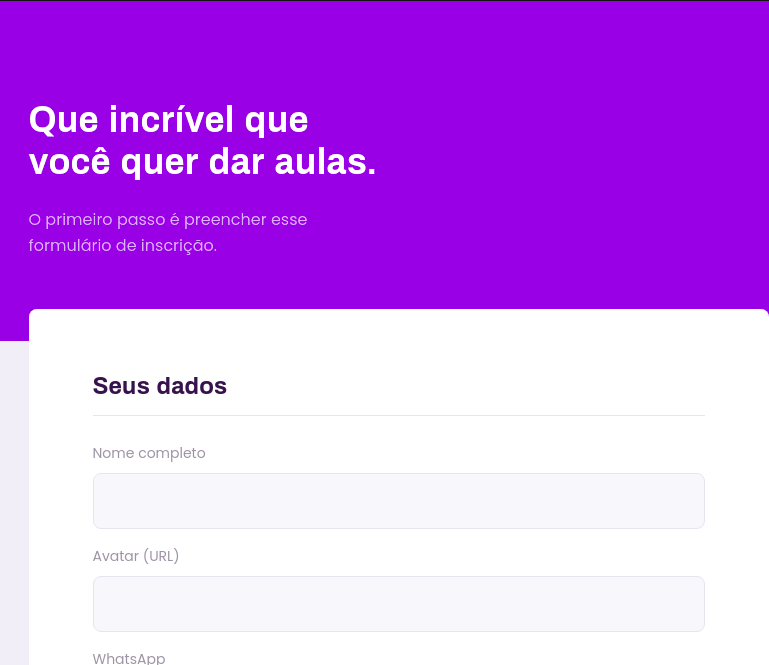 Que incrível que
você quer dar aulas.
O primeiro passo é preencher esse
formulário de inscrição.
Seus dados
Nome completo
Avatar (URL)
WhatsApp